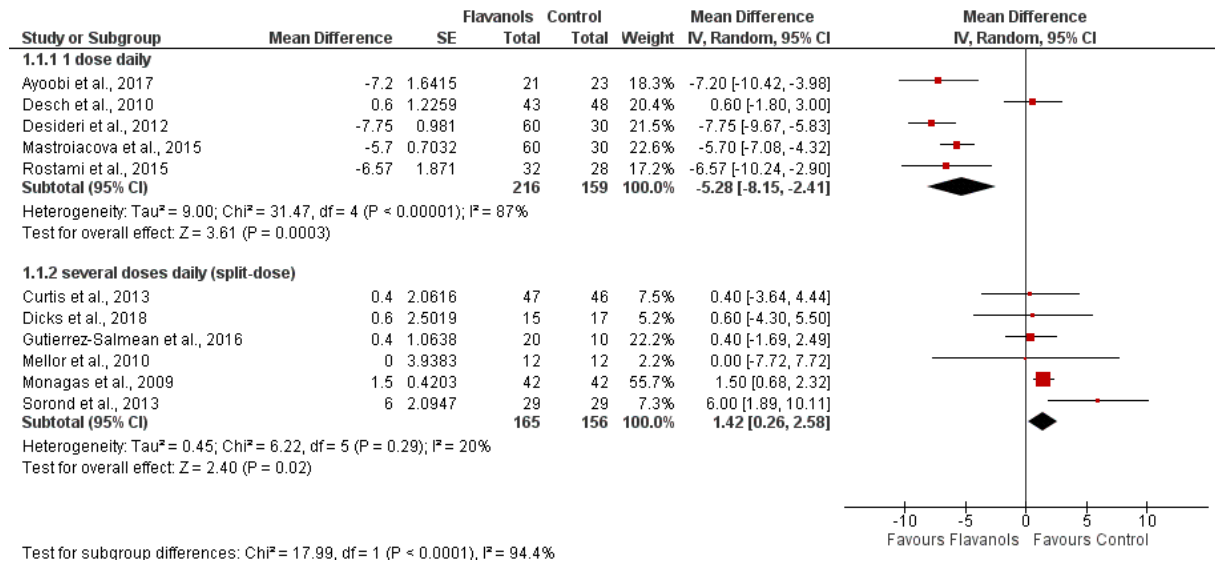 Flavanols Control Mean Difference Mean Difference
Study or Subgroup Mean Difference SE Total Total Weight IV, Random, 95% CI IV, Random, 95% CI
1.1.1 1 dose daily
Ayoobi et al., 2017 -7.2 1.6415 21 23 18.3% -7.20 [-10.42, -3.98]
Desch et al., 2010 0.6 1.2259 43 48 20.4% 0.60 [-1.80, 3.00]
Desideri et al., 2012 -7.75 0.981 60 30 21.5% -7.75 [-9.67, -5.83]
Mastroiacova et al., 2015 -5.7 0.7032 60 30 22.6% -5.70 [-7.08, -4.32]
Rostami et al., 2015 -6.57 1.871 32 28 17.2% -6.57 [-10.24, -2.90]
Subtotal (95% CI) 216 159 100.0% -5.28 [-8.15, -2.41]
Heterogeneity: Tau² = 9.00; Chi² = 31.47, df = 4 (P < 0.00001); I² = 87%
Test for overall effect: Z = 3.61 (P = 0.0003)
1.1.2 several doses daily (split-dose)
Curtis et al., 2013 0.4 2.0616 47 46 7.5% 0.40 [-3.64, 4.44]
Dicks et al., 2018 0.6 2.5019 15 17 5.2% 0.60 [-4.30, 5.50]
Gutierrez-Salmean et al., 2016 0.4 1.0638 20 10 22.2% 0.40 [-1.69, 2.49]
Mellor et al., 2010 0 3.9383 12 12 2.2% 0.00 [-7.72, 7.72]
Monagas et al., 2009 1.5 0.4203 42 42 55.7% 1.50 [0.68, 2.32]
Sorond et al., 2013 6 2.0947 29 29 7.3% 6.00 [1.89, 10.11]
Subtotal (95% CI) 165 156 100.0% 1.42 [0.26, 2.58]
Heterogeneity: Tau² = 0.45; Chi² = 6.22, df = 5 (P = 0.29); I² = 20%
Test for overall effect: Z = 2.40 (P = 0.02)
-10 -5 0 5 10
Favours Flavanols Favours Control
Test for subgroup differences: Chi² = 17.99, df = 1 (P < 0.0001), I² = 94.4%